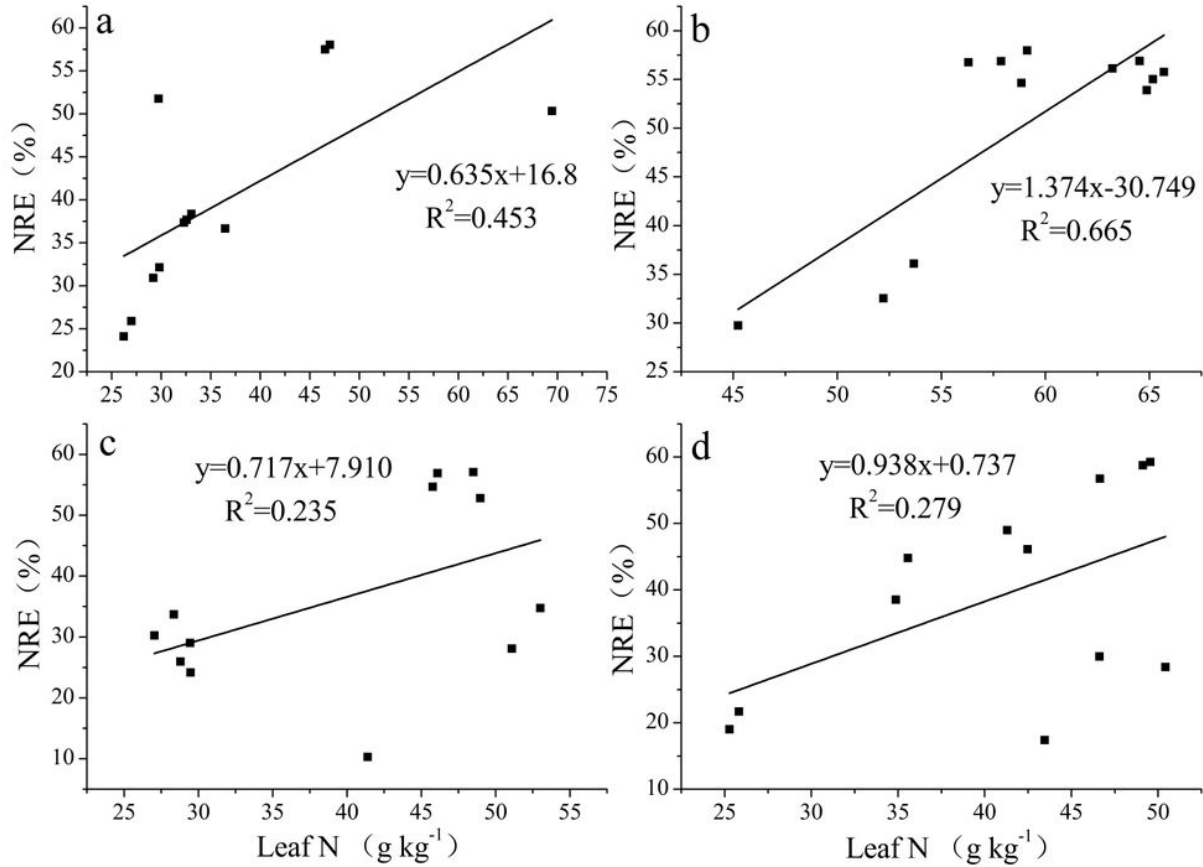 a
60
55
50
45
40
35
30
25
20
NRE（%）
y=0.635x+16.8
R²=0.453
25 30 35 40 45 50 55 60 65 70 75
b
60
55
50
45
40
35
30
25
NRE（%）
y=1.374x-30.749
R²=0.665
45 50 55 60 65
c
60
50
40
30
20
10
NRE（%）
y=0.717x+7.910
R²=0.235
25 30 35 40 45 50 55
Leaf N （g kg⁻¹）
d
60
50
40
30
20
10
NRE（%）
y=0.938x+0.737
R²=0.279
25 30 35 40 45 50
Leaf N （g kg⁻¹）